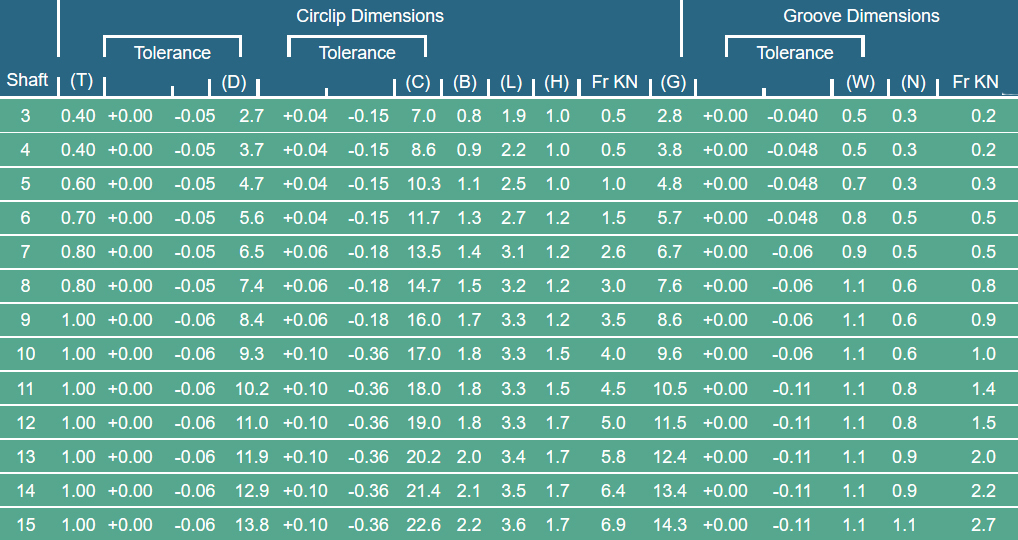 Circlip Dimensions Groove Dimensions
Tolerance Tolerance Tolerance
Shaft (T) (D) (C) (B) (L) (H) Fr KN (G) (W) (N) Fr KN
3 0.40 +0.00 -0.05 2.7 +0.04 -0.15 7.0 0.8 1.9 1.0 0.5 2.8 +0.00 -0.040 0.5 0.3 0.2
4 0.40 +0.00 -0.05 3.7 +0.04 -0.15 8.6 0.9 2.2 1.0 0.5 3.8 +0.00 -0.048 0.5 0.3 0.2
5 0.60 +0.00 -0.05 4.7 +0.04 -0.15 10.3 1.1 2.5 1.0 1.0 4.8 +0.00 -0.048 0.7 0.3 0.3
6 0.70 +0.00 -0.05 5.6 +0.04 -0.15 11.7 1.3 2.7 1.2 1.5 5.7 +0.00 -0.048 0.8 0.5 0.5
7 0.80 +0.00 -0.05 6.5 +0.06 -0.18 13.5 1.4 3.1 1.2 2.6 6.7 +0.00 -0.06 0.9 0.5 0.5
8 0.80 +0.00 -0.05 7.4 +0.06 -0.18 14.7 1.5 3.2 1.2 3.0 7.6 +0.00 -0.06 1.1 0.6 0.8
9 1.00 +0.00 -0.06 8.4 +0.06 -0.18 16.0 1.7 3.3 1.2 3.5 8.6 +0.00 -0.06 1.1 0.6 0.9
10 1.00 +0.00 -0.06 9.3 +0.10 -0.36 17.0 1.8 3.3 1.5 4.0 9.6 +0.00 -0.06 1.1 0.6 1.0
11 1.00 +0.00 -0.06 10.2 +0.10 -0.36 18.0 1.8 3.3 1.5 4.5 10.5 +0.00 -0.11 1.1 0.8 1.4
12 1.00 +0.00 -0.06 11.0 +0.10 -0.36 19.0 1.8 3.3 1.7 5.0 11.5 +0.00 -0.11 1.1 0.8 1.5
13 1.00 +0.00 -0.06 11.9 +0.10 -0.36 20.2 2.0 3.4 1.7 5.8 12.4 +0.00 -0.11 1.1 0.9 2.0
14 1.00 +0.00 -0.06 12.9 +0.10 -0.36 21.4 2.1 3.5 1.7 6.4 13.4 +0.00 -0.11 1.1 0.9 2.2
15 1.00 +0.00 -0.06 13.8 +0.10 -0.36 22.6 2.2 3.6 1.7 6.9 14.3 +0.00 -0.11 1.1 1.1 2.7